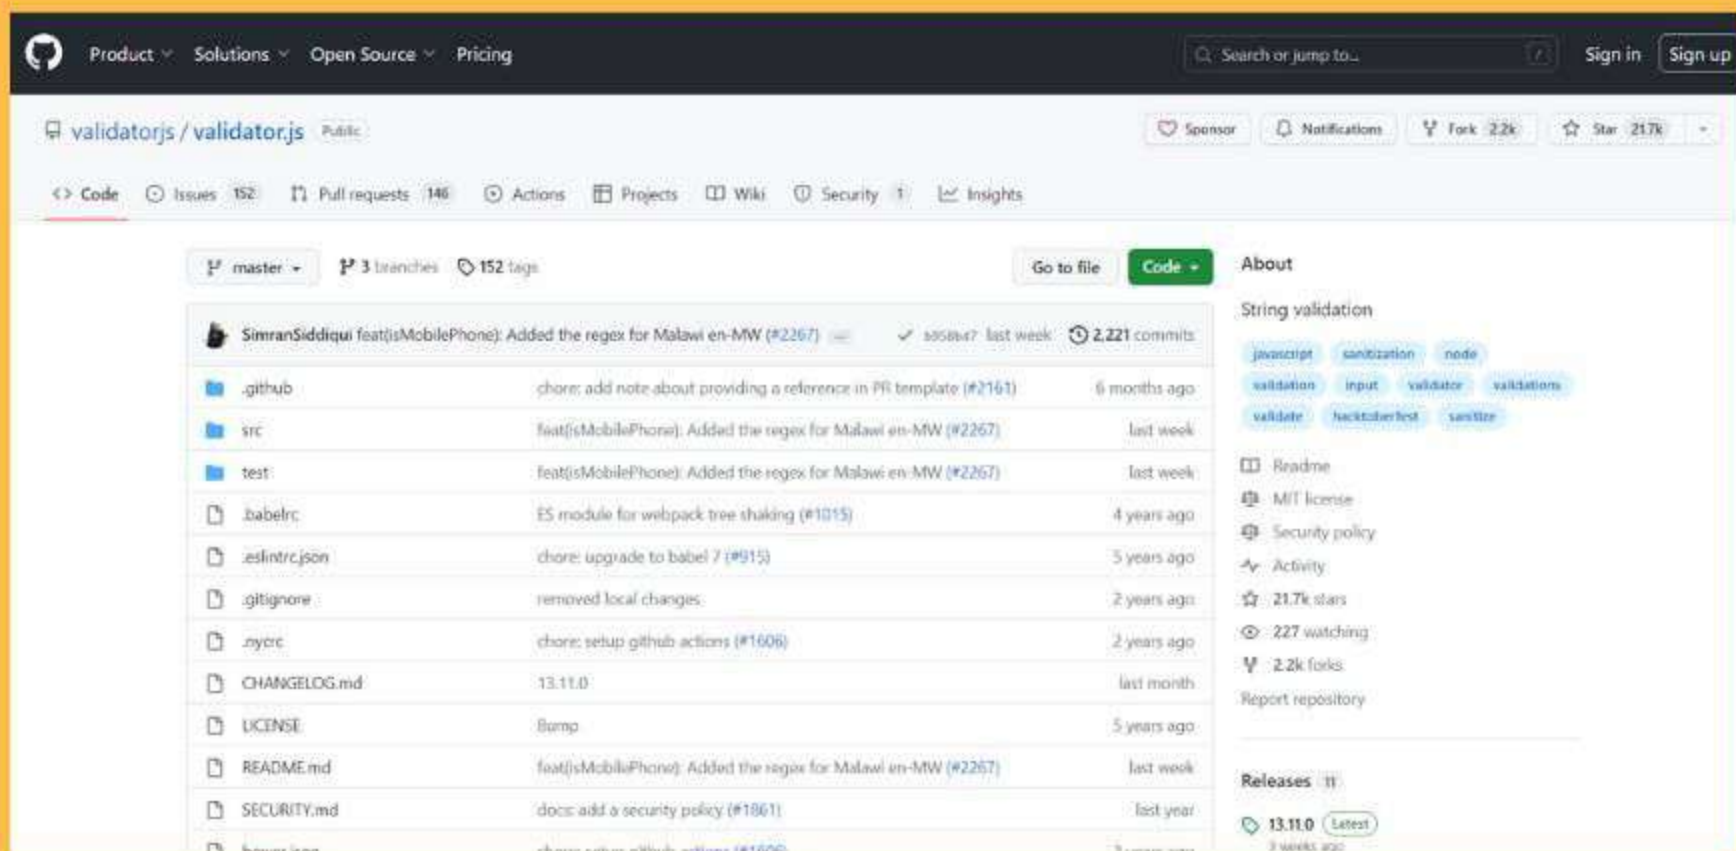 Product Solutions Open Source Pricing Search or jump to... / Sign in Sign up
validatorjs / validator.js Public Sponsor Notifications Fork 2.2k Star 21.7k
<> Code Issues 152 Pull requests 146 Actions Projects Wiki Security 1 Insights
master 3 branches 152 tags Go to file Code
SimranSiddiqui feat(isMobilePhone): Added the regex for Malawi en-MW (#2267) ... last week 2,221 commits
.github chore: add note about providing a reference in PR template (#2161) 6 months ago
src feat(isMobilePhone): Added the regex for Malawi en-MW (#2267) last week
test feat(isMobilePhone): Added the regex for Malawi en-MW (#2267) last week
.babelrc ES module for webpack tree shaking (#1015) 4 years ago
.eslintrc.json chore: upgrade to babel 7 (#915) 5 years ago
.gitignore removed local changes 2 years ago
.nycrc chore: setup github actions (#1606) 2 years ago
CHANGELOG.md 13.11.0 last month
LICENSE Bump 5 years ago
README.md feat(isMobilePhone): Added the regex for Malawi en-MW (#2267) last week
SECURITY.md docs: add a security policy (#1861) last year
About
String validation
javascript sanitization node
validation input validator validations
validate hacktoberfest sanitize
Readme
MIT license
Security policy
Activity
21.7k stars
227 watching
2.2k forks
Report repository
Releases 11
13.11.0 Latest
3 weeks ago